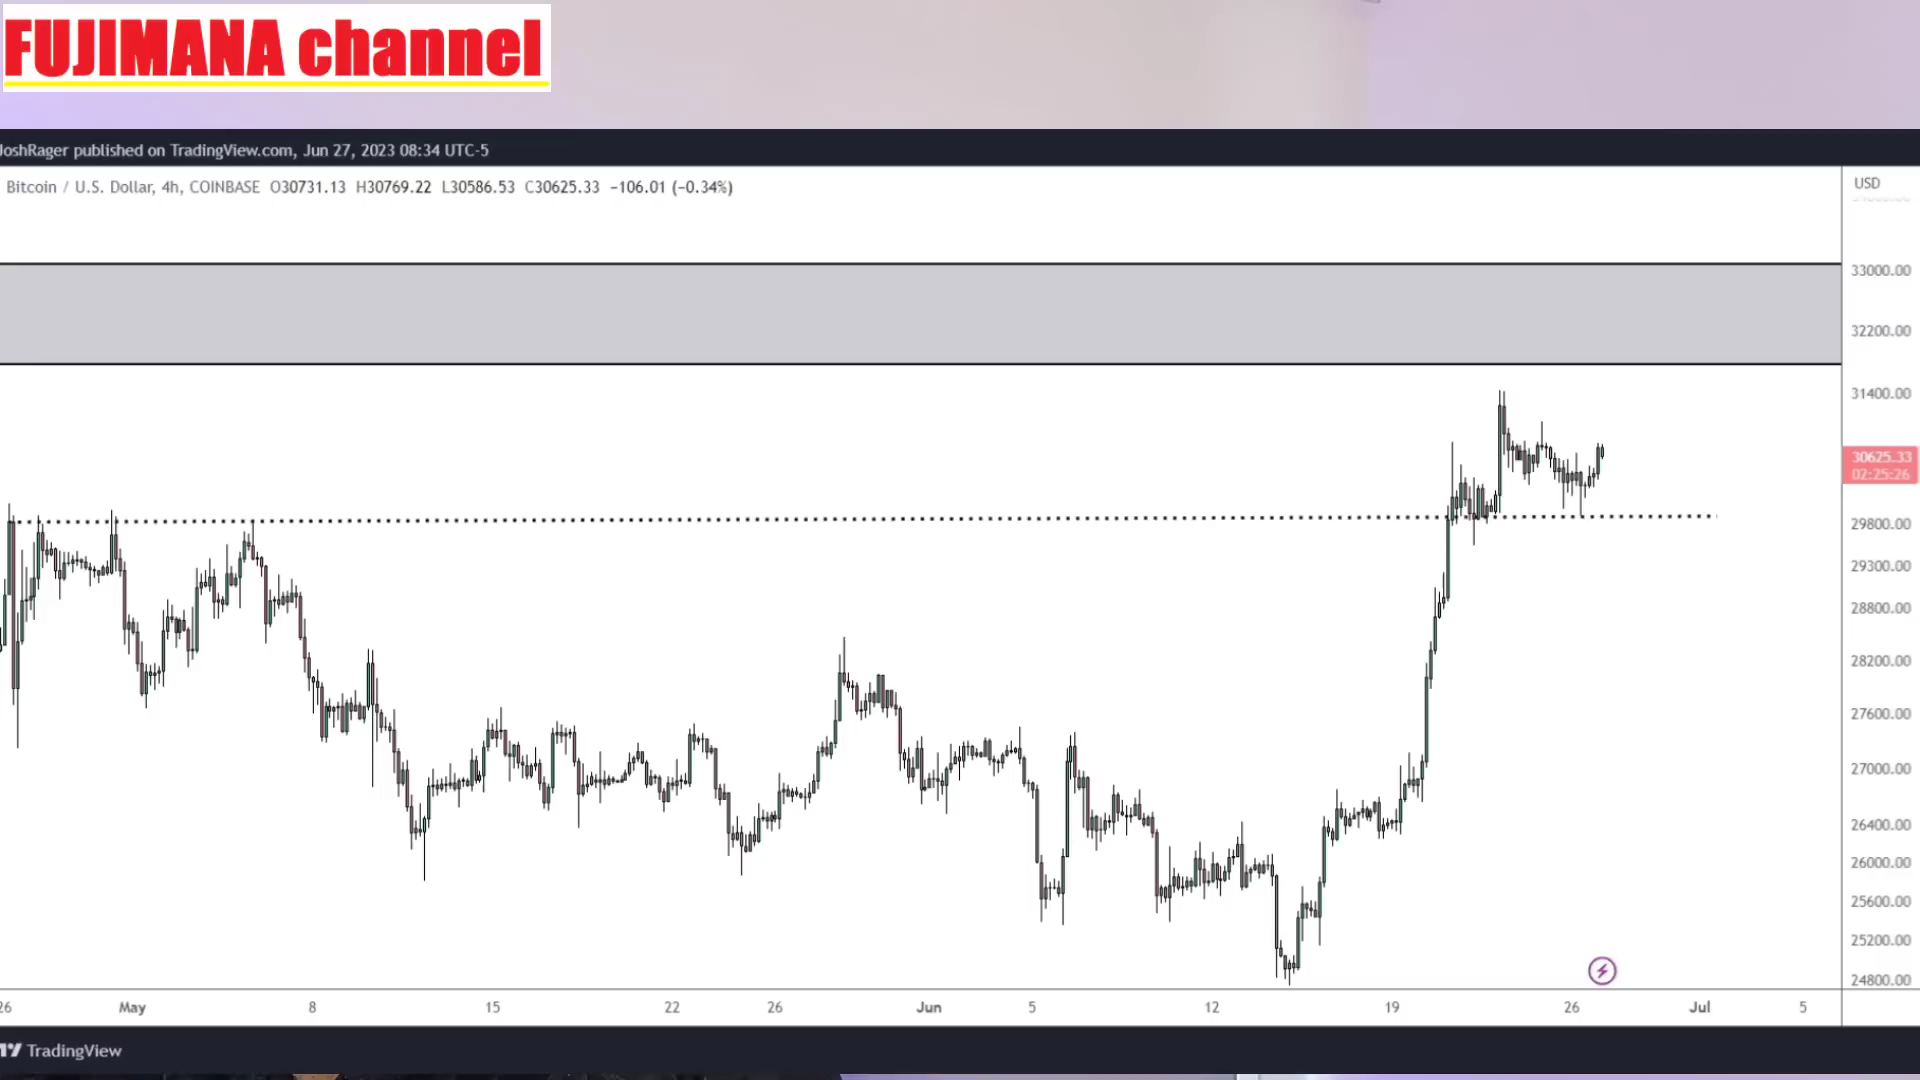 FUJIMANA channel
JoshRager published on TradingView.com, Jun 27, 2023 08:34 UTC-5
Bitcoin / U.S. Dollar, 4h, COINBASE O30731.13 H30769.22 L30586.53 C30625.33 −106.01 (−0.34%)
USD
33000.00
32200.00
31400.00
30625.33
02:25:26
29800.00
29300.00
28800.00
28200.00
27600.00
27000.00
26400.00
26000.00
25600.00
25200.00
24800.00
26 May 8 15 22 26 Jun 5 12 19 26 Jul 5
TradingView